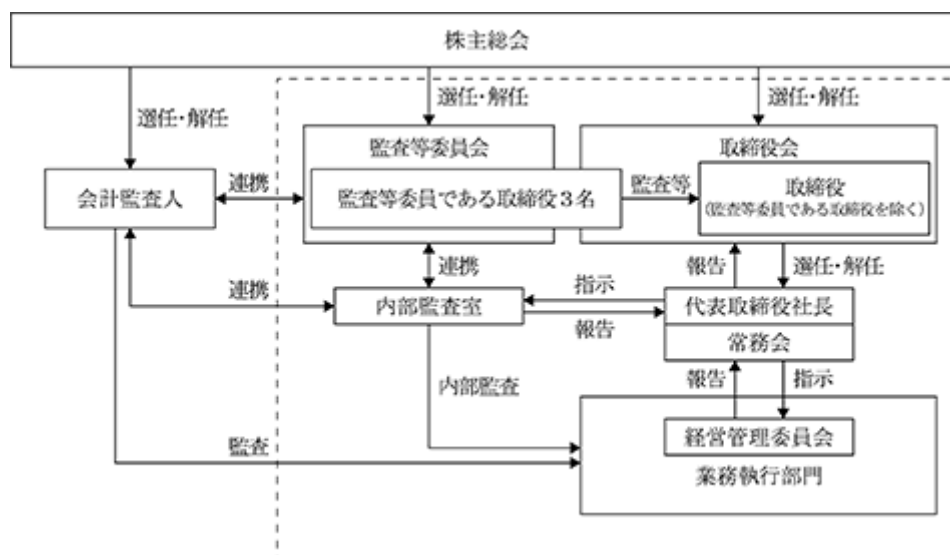 株主総会
選任・解任
選任・解任
選任・解任
監査等委員会
取締役会
会計監査人
連携
監査等委員である取締役3名
監査等
取締役
(監査等委員である取締役を除く)
連携
報告
選任・解任
連携
内部監査室
指示
報告
代表取締役社長
常務会
内部監査
報告
指示
監査
経営管理委員会
業務執行部門